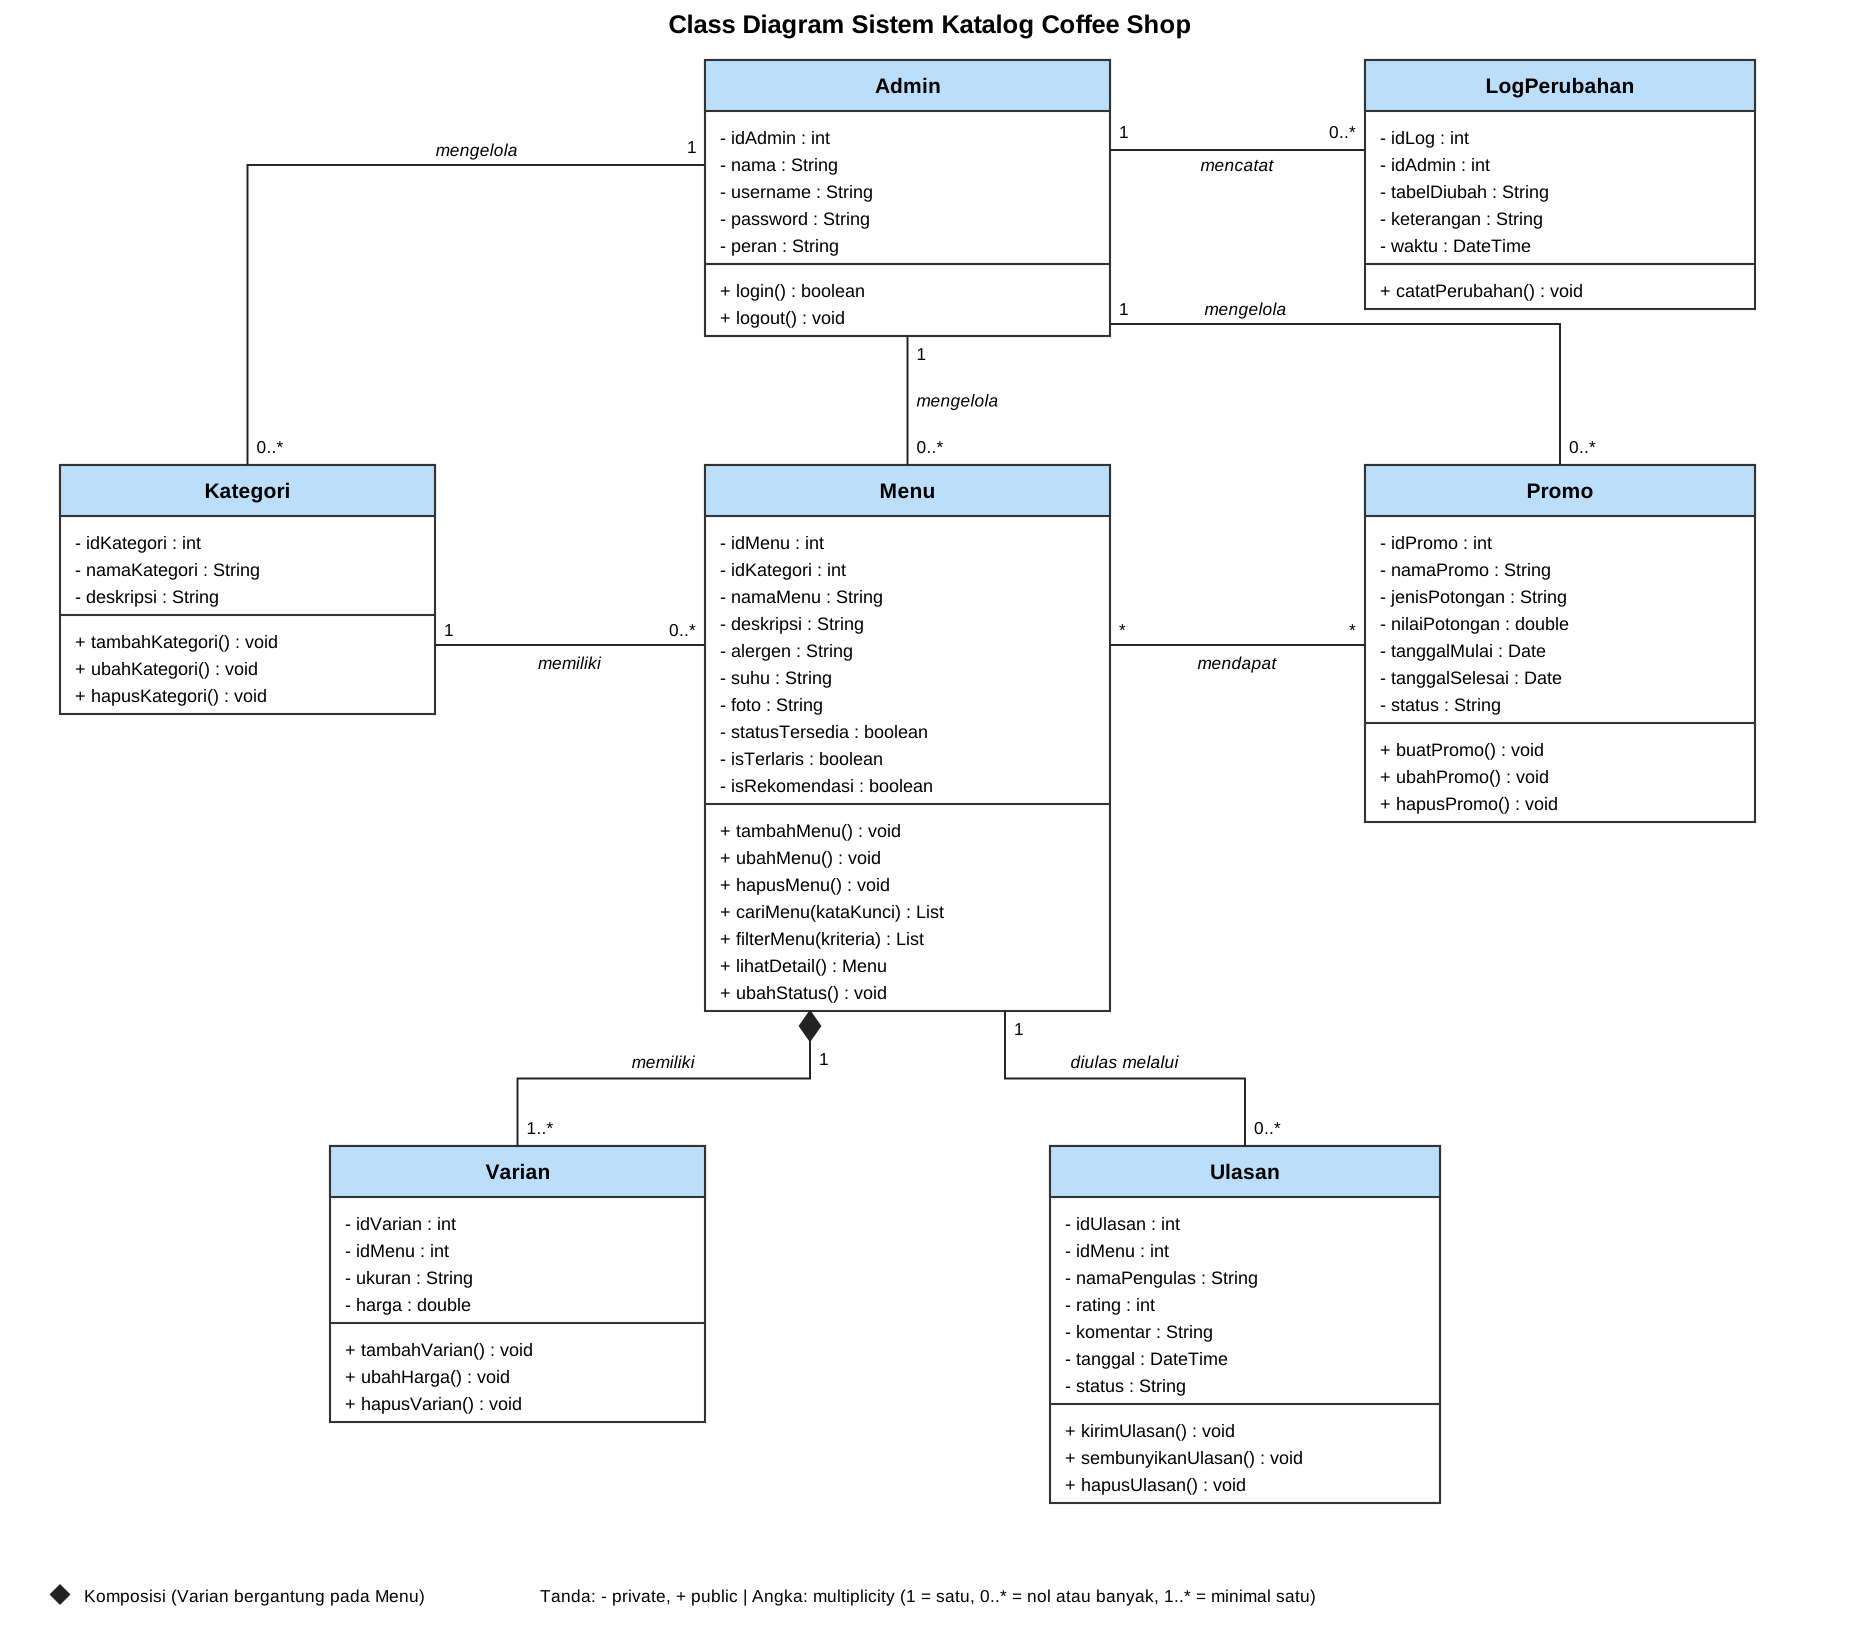 Class Diagram Sistem Katalog Coffee Shop
Admin
- idAdmin : int
- nama : String
- username : String
- password : String
- peran : String
+ login() : boolean
+ logout() : void
LogPerubahan
- idLog : int
- idAdmin : int
- tabelDiubah : String
- keterangan : String
- waktu : DateTime
+ catatPerubahan() : void
mengelola
1
0..*
1
0..*
mencatat
1
mengelola
0..*
1
mengelola
0..*
Kategori
- idKategori : int
- namaKategori : String
- deskripsi : String
+ tambahKategori() : void
+ ubahKategori() : void
+ hapusKategori() : void
1
0..*
memiliki
Menu
- idMenu : int
- idKategori : int
- namaMenu : String
- deskripsi : String
- alergen : String
- suhu : String
- foto : String
- statusTersedia : boolean
- isTerlaris : boolean
- isRekomendasi : boolean
+ tambahMenu() : void
+ ubahMenu() : void
+ hapusMenu() : void
+ cariMenu(kataKunci) : List
+ filterMenu(kriteria) : List
+ lihatDetail() : Menu
+ ubahStatus() : void
*
*
mendapat
Promo
- idPromo : int
- namaPromo : String
- jenisPotongan : String
- nilaiPotongan : double
- tanggalMulai : Date
- tanggalSelesai : Date
- status : String
+ buatPromo() : void
+ ubahPromo() : void
+ hapusPromo() : void
memiliki
1
1..*
1
diulas melalui
0..*
Varian
- idVarian : int
- idMenu : int
- ukuran : String
- harga : double
+ tambahVarian() : void
+ ubahHarga() : void
+ hapusVarian() : void
Ulasan
- idUlasan : int
- idMenu : int
- namaPengulas : String
- rating : int
- komentar : String
- tanggal : DateTime
- status : String
+ kirimUlasan() : void
+ sembunyikanUlasan() : void
+ hapusUlasan() : void
Komposisi (Varian bergantung pada Menu)
Tanda: - private, + public | Angka: multiplicity (1 = satu, 0..* = nol atau banyak, 1..* = minimal satu)